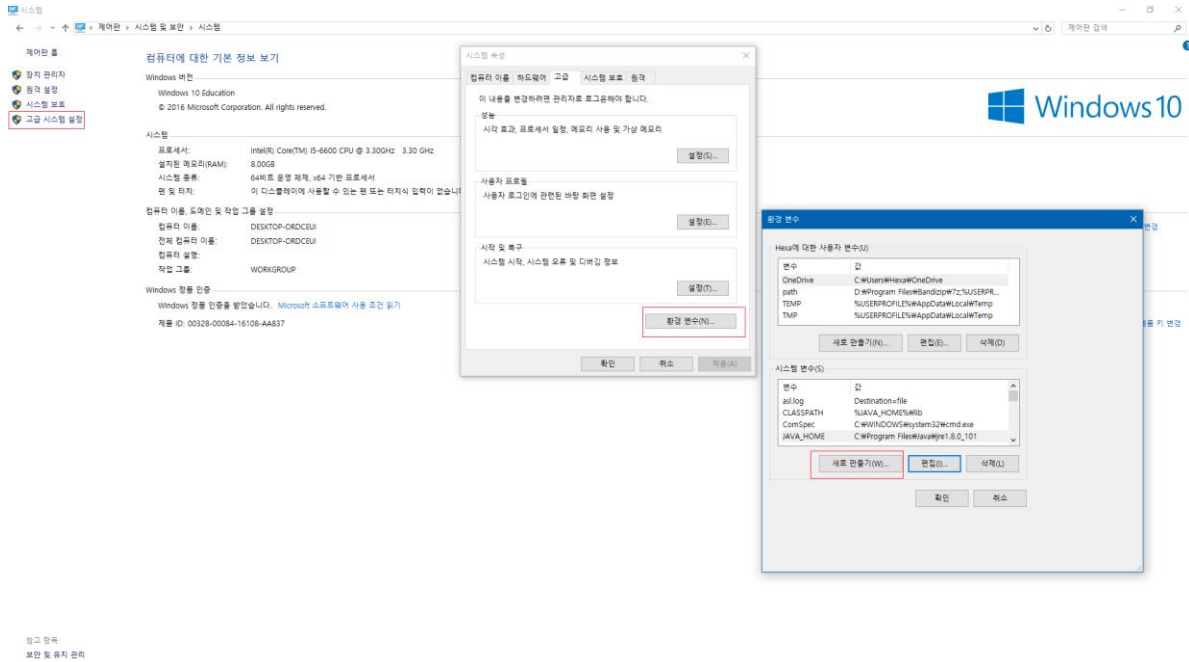 시스템
제어판 > 시스템 및 보안 > 시스템
제어판 검색
제어판 홈
장치 관리자
원격 설정
시스템 보호
고급 시스템 설정
컴퓨터에 대한 기본 정보 보기
Windows 버전
Windows 10 Education
© 2016 Microsoft Corporation. All rights reserved.
Windows 10
시스템
프로세서: Intel(R) Core(TM) i5-6600 CPU @ 3.30GHz 3.30 GHz
설치된 메모리(RAM): 8.00GB
시스템 종류: 64비트 운영 체제, x64 기반 프로세서
펜 및 터치: 이 디스플레이에 사용할 수 있는 펜 또는 터치식 입력이 없습니
컴퓨터 이름, 도메인 및 작업 그룹 설정
컴퓨터 이름: DESKTOP-ORDCEUI
전체 컴퓨터 이름: DESKTOP-ORDCEUI
컴퓨터 설명:
작업 그룹: WORKGROUP
변경
Windows 정품 인증
Windows 정품 인증을 받았습니다. Microsoft 소프트웨어 사용 조건 읽기
제품 ID: 00328-00084-16108-AA837
제품 키 변경
참고 항목
보안 및 유지 관리
시스템 속성
컴퓨터 이름 하드웨어 고급 시스템 보호 원격
이 내용을 변경하려면 관리자로 로그온해야 합니다.
성능
시각 효과, 프로세서 일정, 메모리 사용 및 가상 메모리
설정(S)...
사용자 프로필
사용자 로그인에 관련된 바탕 화면 설정
설정(E)...
시작 및 복구
시스템 시작, 시스템 오류 및 디버깅 정보
설정(T)...
환경 변수(N)...
확인 취소 적용(A)
환경 변수
Hexa에 대한 사용자 변수(U)
변수 값
OneDrive C:₩Users₩Hexa₩OneDrive
path D:₩Program Files₩Bandizip₩7z;%USERPR...
TEMP %USERPROFILE%₩AppData₩Local₩Temp
TMP %USERPROFILE%₩AppData₩Local₩Temp
새로 만들기(N)... 편집(E)... 삭제(D)
시스템 변수(S)
변수 값
asl.log Destination=file
CLASSPATH %JAVA_HOME%₩lib
ComSpec C:₩WINDOWS₩system32₩cmd.exe
JAVA_HOME C:₩Program Files₩Java₩jre1.8.0_101
새로 만들기(W)... 편집(I)... 삭제(L)
확인 취소